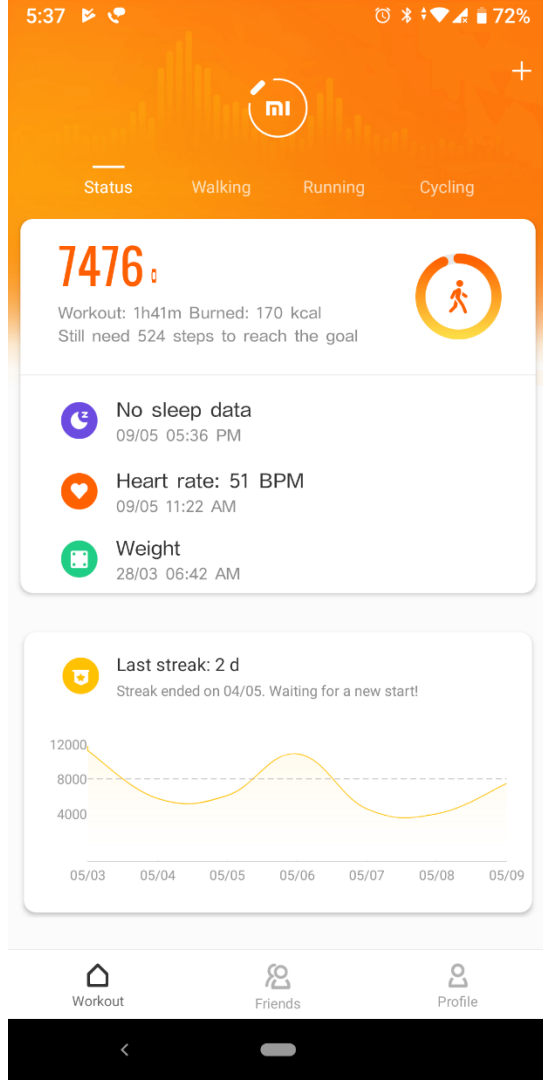 5:37 72%
mi
Status Walking Running Cycling
7476
Workout: 1h41m Burned: 170 kcal
Still need 524 steps to reach the goal
No sleep data
09/05 05:36 PM
Heart rate: 51 BPM
09/05 11:22 AM
Weight
28/03 06:42 AM
Last streak: 2 d
Streak ended on 04/05. Waiting for a new start!
12000
8000
4000
05/03 05/04 05/05 05/06 05/07 05/08 05/09
Workout Friends Profile